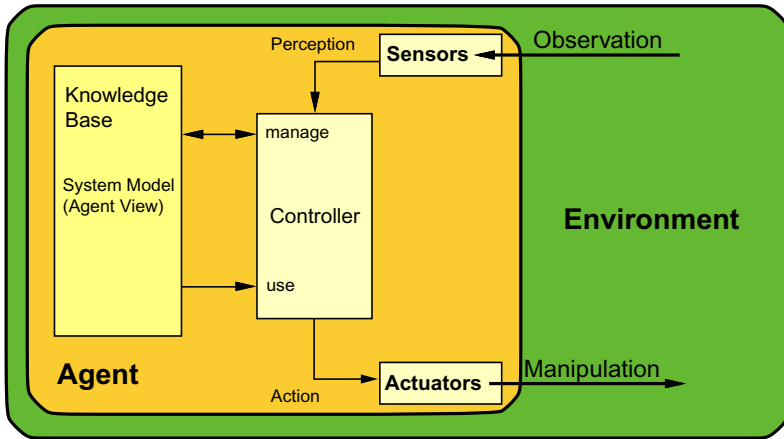 Perception
Sensors
Observation
Knowledge
Base
manage
System Model
(Agent View)
Controller
Environment
use
Agent
Action
Actuators
Manipulation